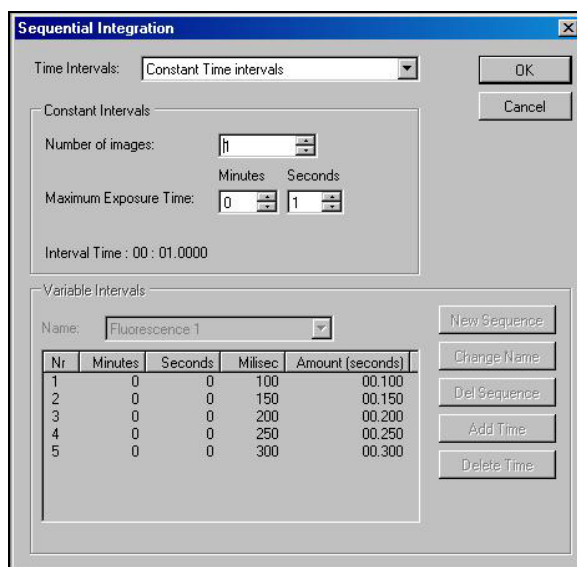 Sequential Integration
Time Intervals: Constant Time intervals
OK
Cancel
Constant Intervals
Number of images: 1
Minutes Seconds
Maximum Exposure Time: 0 1
Interval Time : 00 : 01.0000
Variable Intervals
Name: Fluorescence 1
New Sequence
Change Name
Del Sequence
Add Time
Delete Time
Nr Minutes Seconds Milisec Amount (seconds)
1 0 0 100 00.100
2 0 0 150 00.150
3 0 0 200 00.200
4 0 0 250 00.250
5 0 0 300 00.300